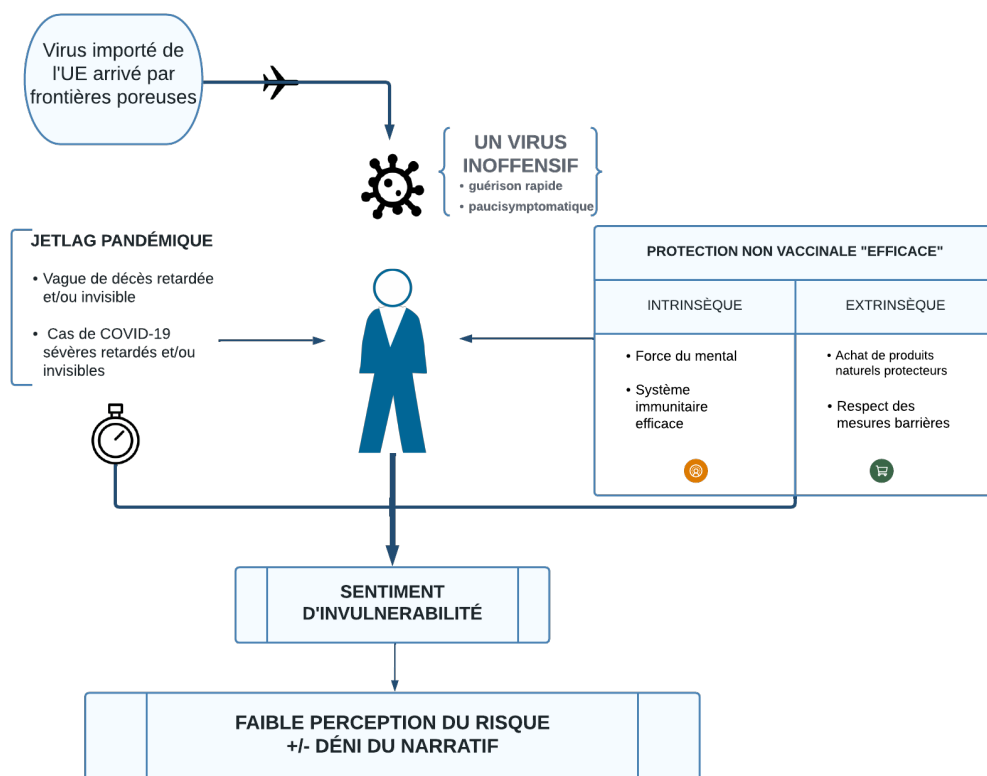 Virus importé de
l'UE arrivé par
frontières poreuses
UN VIRUS
INOFFENSIF
• guérison rapide
• paucisymptomatique
JETLAG PANDÉMIQUE
• Vague de décès retardée
et/ou invisible
• Cas de COVID-19
sévères retardés et/ou
invisibles
PROTECTION NON VACCINALE "EFFICACE"
INTRINSÈQUE
• Force du mental
• Système
immunitaire
efficace
EXTRINSÈQUE
• Achat de produits
naturels protecteurs
• Respect des
mesures barrières
SENTIMENT
D'INVULNERABILITÉ
FAIBLE PERCEPTION DU RISQUE
+/- DÉNI DU NARRATIF